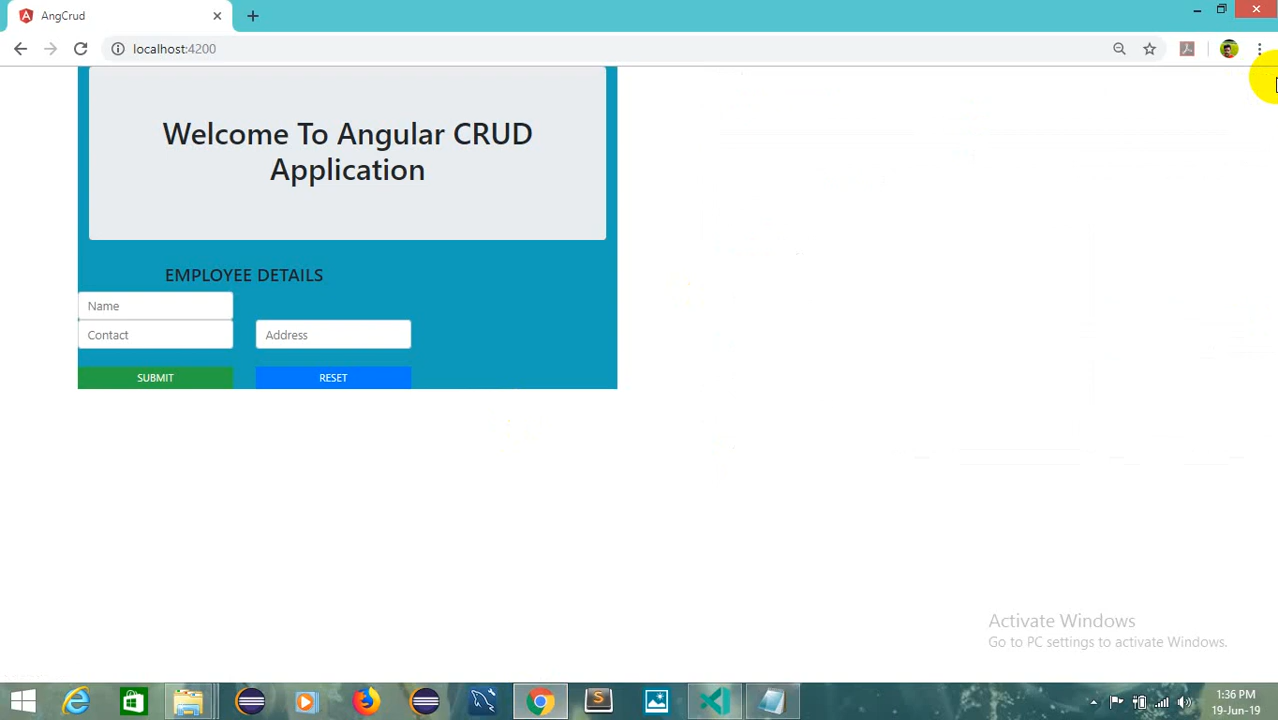 AngCrud
localhost:4200
Welcome To Angular CRUD
Application
EMPLOYEE DETAILS
Name
Contact
Address
SUBMIT
RESET
Activate Windows
Go to PC settings to activate Windows.
1:36 PM
19-Jun-19